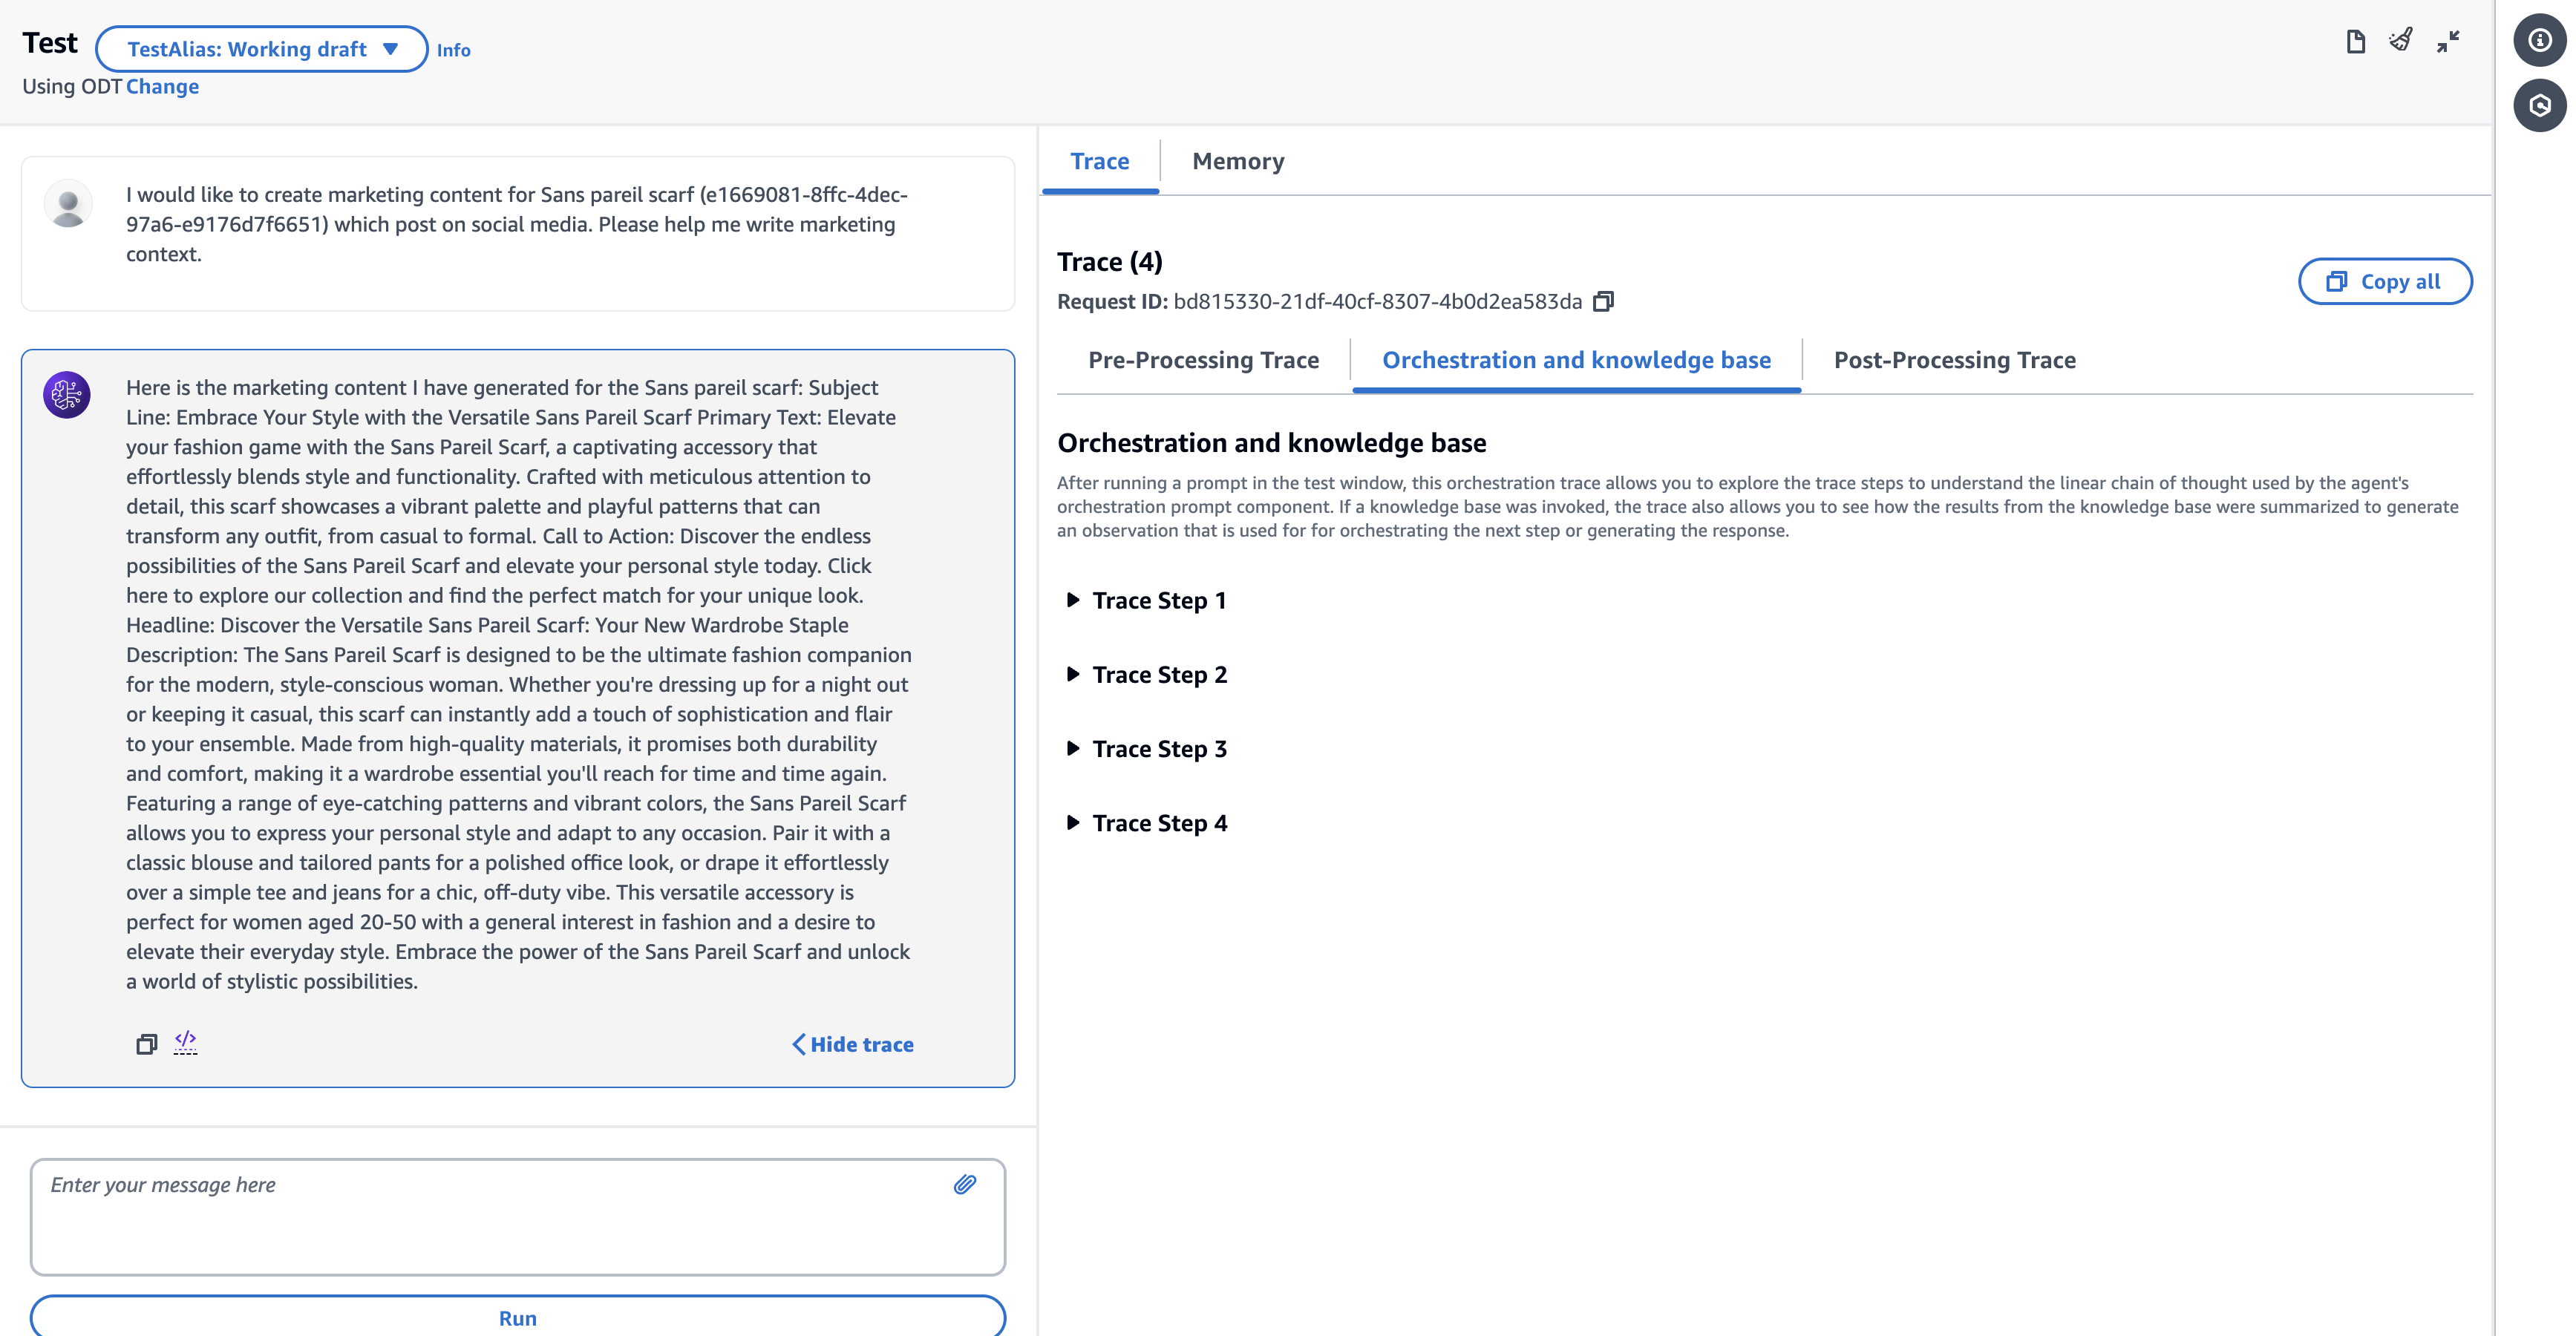 Test
TestAlias: Working draft
Info
Using ODT Change
I would like to create marketing content for Sans pareil scarf (e1669081-8ffc-4dec-
97a6-e9176d7f6651) which post on social media. Please help me write marketing
context.
Here is the marketing content I have generated for the Sans pareil scarf: Subject
Line: Embrace Your Style with the Versatile Sans Pareil Scarf Primary Text: Elevate
your fashion game with the Sans Pareil Scarf, a captivating accessory that
effortlessly blends style and functionality. Crafted with meticulous attention to
detail, this scarf showcases a vibrant palette and playful patterns that can
transform any outfit, from casual to formal. Call to Action: Discover the endless
possibilities of the Sans Pareil Scarf and elevate your personal style today. Click
here to explore our collection and find the perfect match for your unique look.
Headline: Discover the Versatile Sans Pareil Scarf: Your New Wardrobe Staple
Description: The Sans Pareil Scarf is designed to be the ultimate fashion companion
for the modern, style-conscious woman. Whether you're dressing up for a night out
or keeping it casual, this scarf can instantly add a touch of sophistication and flair
to your ensemble. Made from high-quality materials, it promises both durability
and comfort, making it a wardrobe essential you'll reach for time and time again.
Featuring a range of eye-catching patterns and vibrant colors, the Sans Pareil Scarf
allows you to express your personal style and adapt to any occasion. Pair it with a
classic blouse and tailored pants for a polished office look, or drape it effortlessly
over a simple tee and jeans for a chic, off-duty vibe. This versatile accessory is
perfect for women aged 20-50 with a general interest in fashion and a desire to
elevate their everyday style. Embrace the power of the Sans Pareil Scarf and unlock
a world of stylistic possibilities.
</>
Hide trace
Enter your message here
Run
Trace
Memory
Trace (4)
Request ID: bd815330-21df-40cf-8307-4b0d2ea583da
Copy all
Pre-Processing Trace
Orchestration and knowledge base
Post-Processing Trace
Orchestration and knowledge base
After running a prompt in the test window, this orchestration trace allows you to explore the trace steps to understand the linear chain of thought used by the agent's
orchestration prompt component. If a knowledge base was invoked, the trace also allows you to see how the results from the knowledge base were summarized to generate
an observation that is used for for orchestrating the next step or generating the response.
Trace Step 1
Trace Step 2
Trace Step 3
Trace Step 4